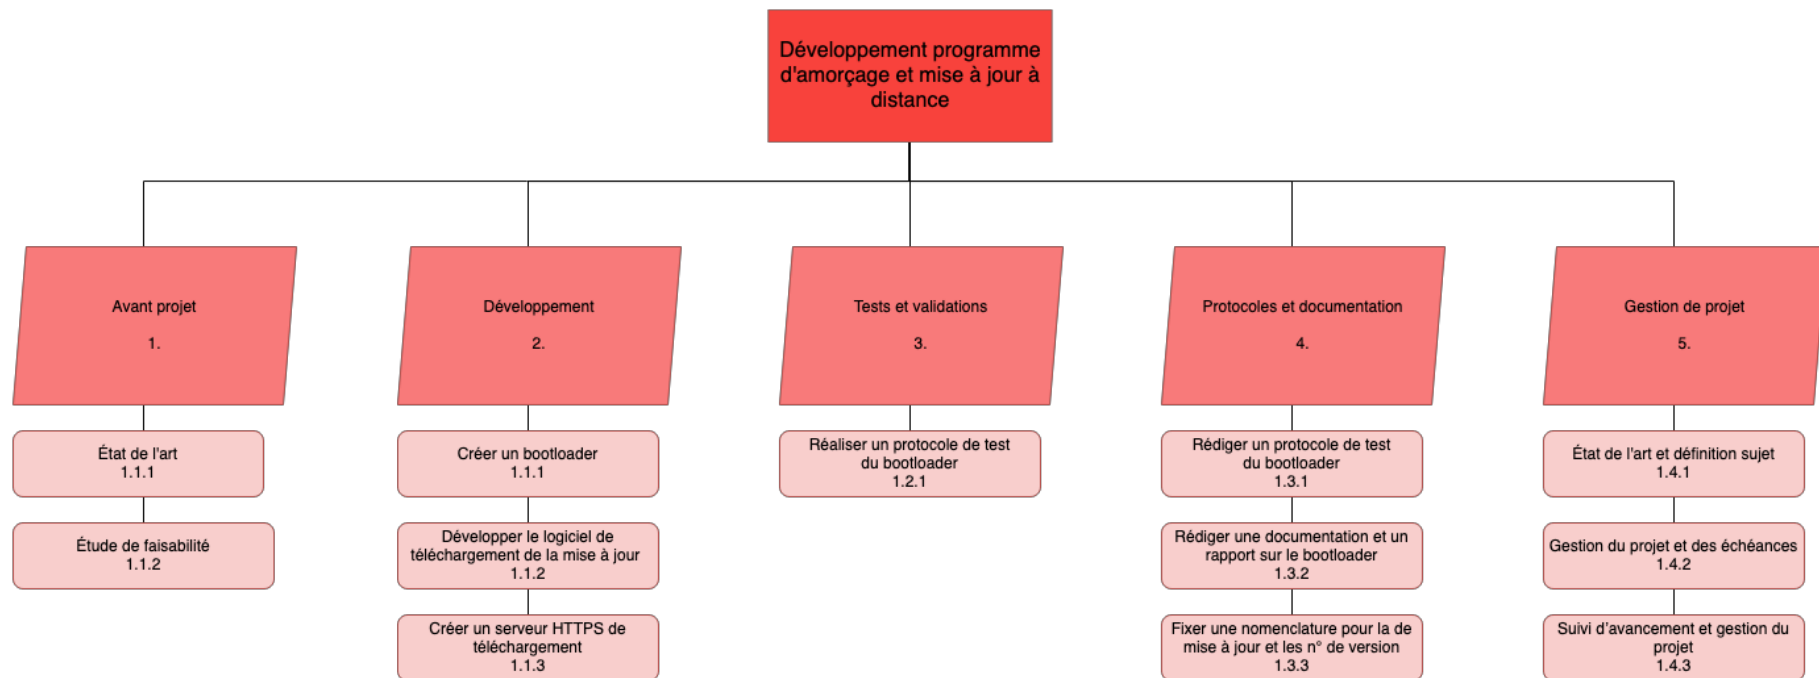 Développement programme
d'amorçage et mise à jour à
distance
Avant projet
1.
Développement
2.
Tests et validations
3.
Protocoles et documentation
4.
Gestion de projet
5.
État de l'art
1.1.1
Étude de faisabilité
1.1.2
Créer un bootloader
1.1.1
Développer le logiciel de
téléchargement de la mise à jour
1.1.2
Créer un serveur HTTPS de
téléchargement
1.1.3
Réaliser un protocole de test
du bootloader
1.2.1
Rédiger un protocole de test
du bootloader
1.3.1
Rédiger une documentation et un
rapport sur le bootloader
1.3.2
Fixer une nomenclature pour la de
mise à jour et les n° de version
1.3.3
État de l'art et définition sujet
1.4.1
Gestion du projet et des échéances
1.4.2
Suivi d'avancement et gestion du
projet
1.4.3